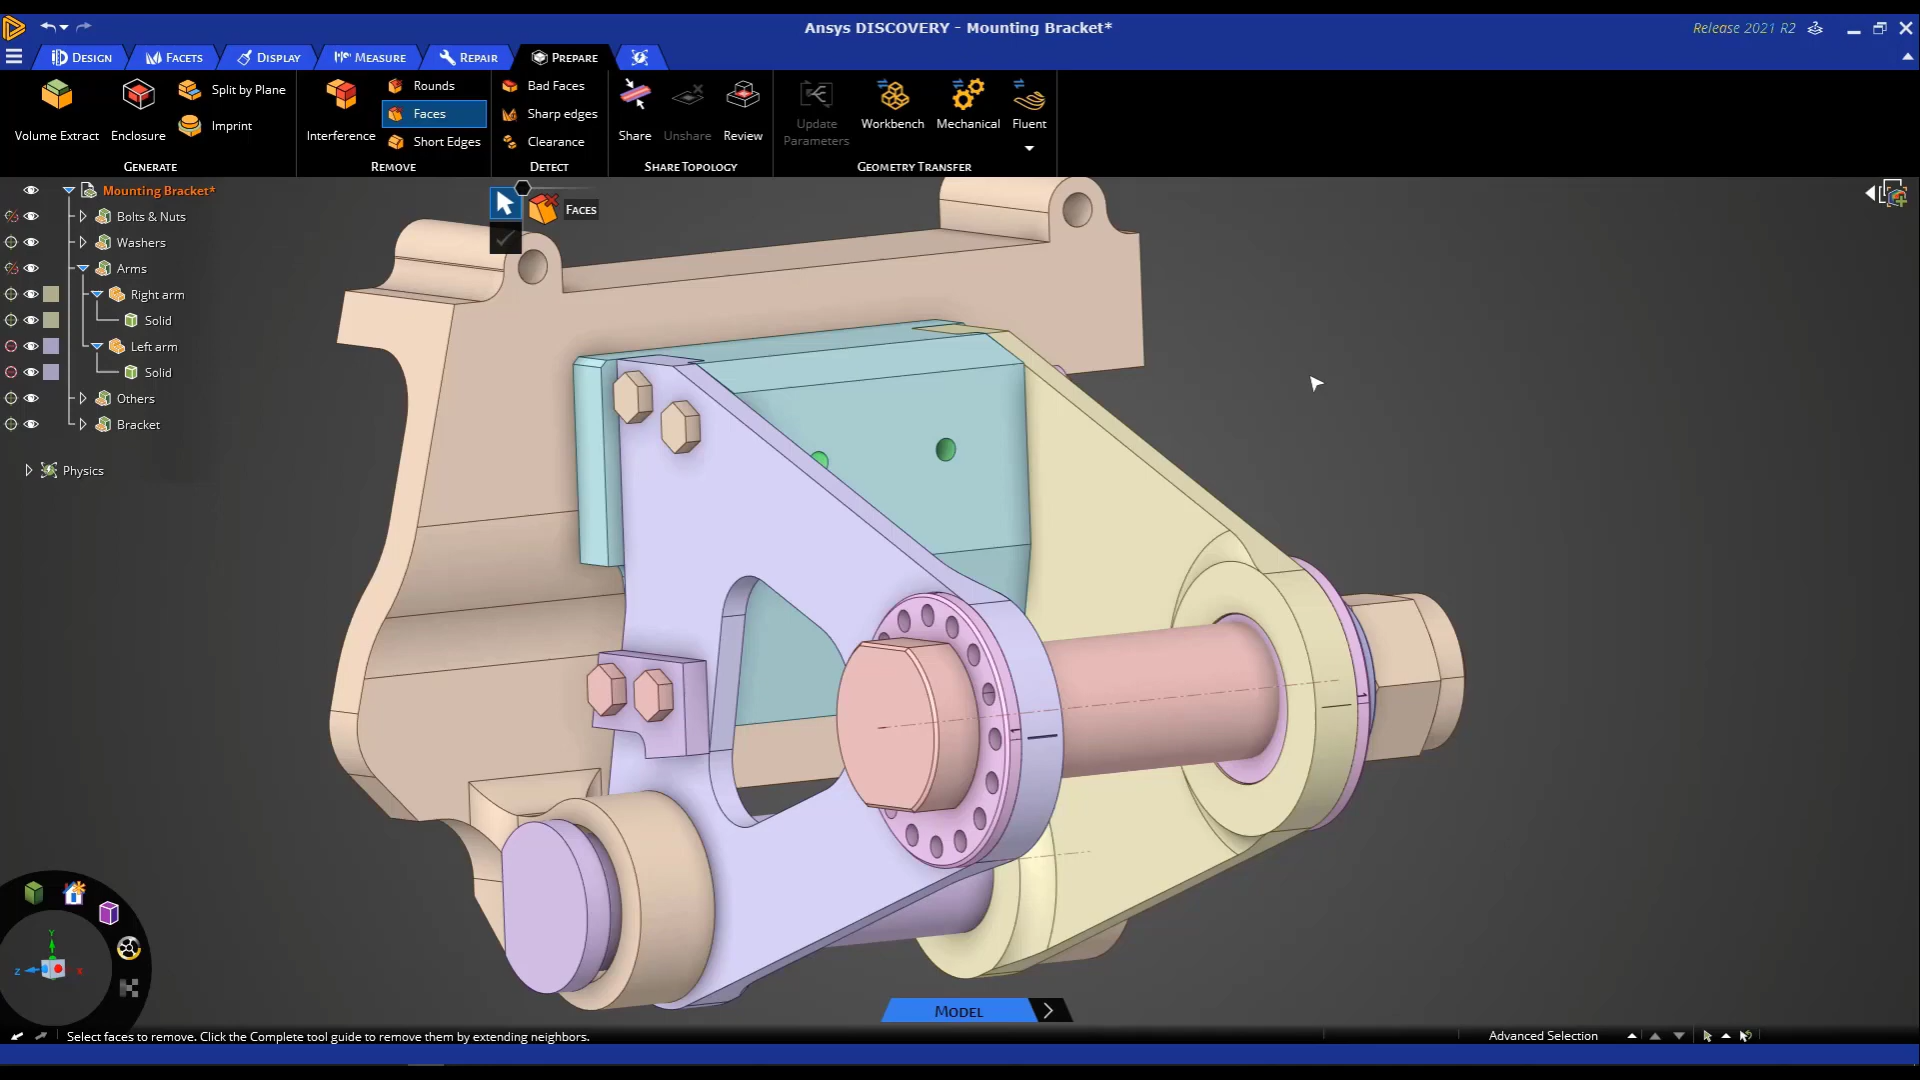 Ansys DISCOVERY - Mounting Bracket*
Release 2021 R2
DESIGN
FACETS
DISPLAY
MEASURE
REPAIR
PREPARE
Volume Extract
Enclosure
Split by Plane
Imprint
GENERATE
Interference
Rounds
Faces
Short Edges
REMOVE
Bad Faces
Sharp edges
Clearance
DETECT
Share
Unshare
Review
SHARE TOPOLOGY
Update Parameters
Workbench
Mechanical
Fluent
GEOMETRY TRANSFER
Mounting Bracket*
Bolts & Nuts
Washers
Arms
Right arm
Solid
Left arm
Solid
Others
Bracket
Physics
FACES
Y
Z
X
MODEL
Select faces to remove. Click the Complete tool guide to remove them by extending neighbors.
Advanced Selection